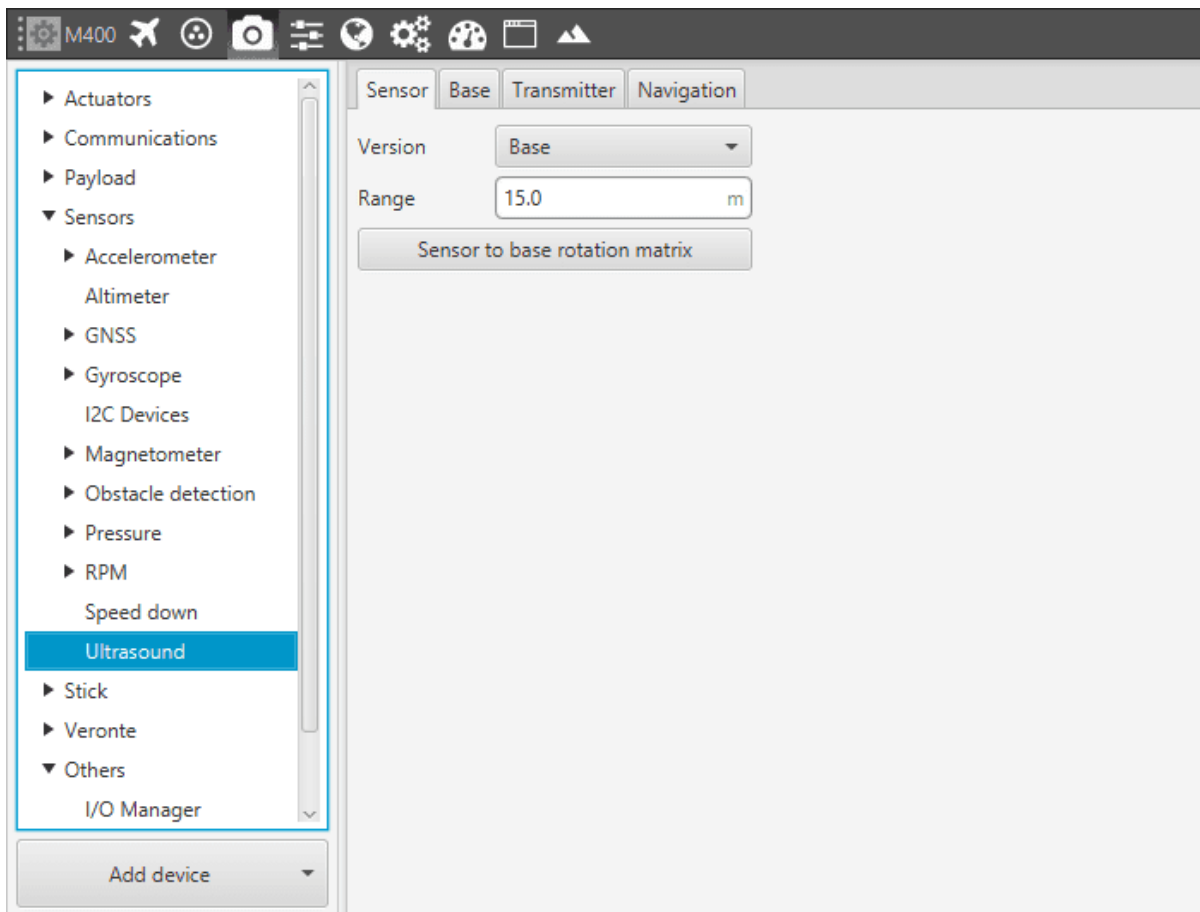 M400
Actuators
Communications
Payload
Sensors
Accelerometer
Altimeter
GNSS
Gyroscope
I2C Devices
Magnetometer
Obstacle detection
Pressure
RPM
Speed down
Ultrasound
Stick
Veronte
Others
I/O Manager
Add device
Sensor Base Transmitter Navigation
Version Base
Range 15.0 m
Sensor to base rotation matrix